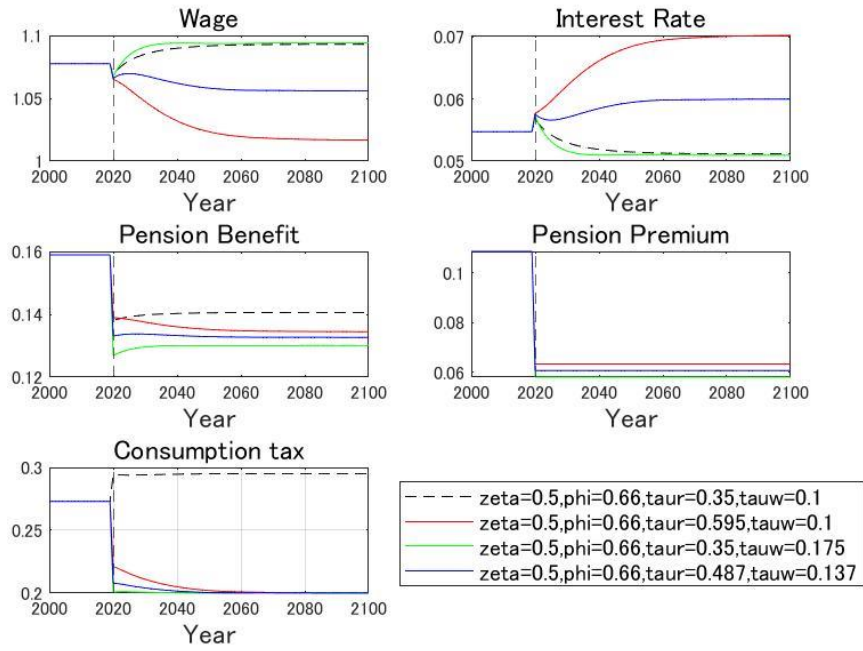 Wage
1.1
1.05
1
2000 2020 2040 2060 2080 2100
Year
Interest Rate
0.07
0.06
0.05
2000 2020 2040 2060 2080 2100
Year
Pension Benefit
0.16
0.14
0.12
2000 2020 2040 2060 2080 2100
Year
Pension Premium
0.1
0.08
0.06
2000 2020 2040 2060 2080 2100
Year
Consumption tax
0.3
0.25
0.2
2000 2020 2040 2060 2080 2100
Year
zeta=0.5,phi=0.66,taur=0.35,tauw=0.1
zeta=0.5,phi=0.66,taur=0.595,tauw=0.1
zeta=0.5,phi=0.66,taur=0.35,tauw=0.175
zeta=0.5,phi=0.66,taur=0.487,tauw=0.137